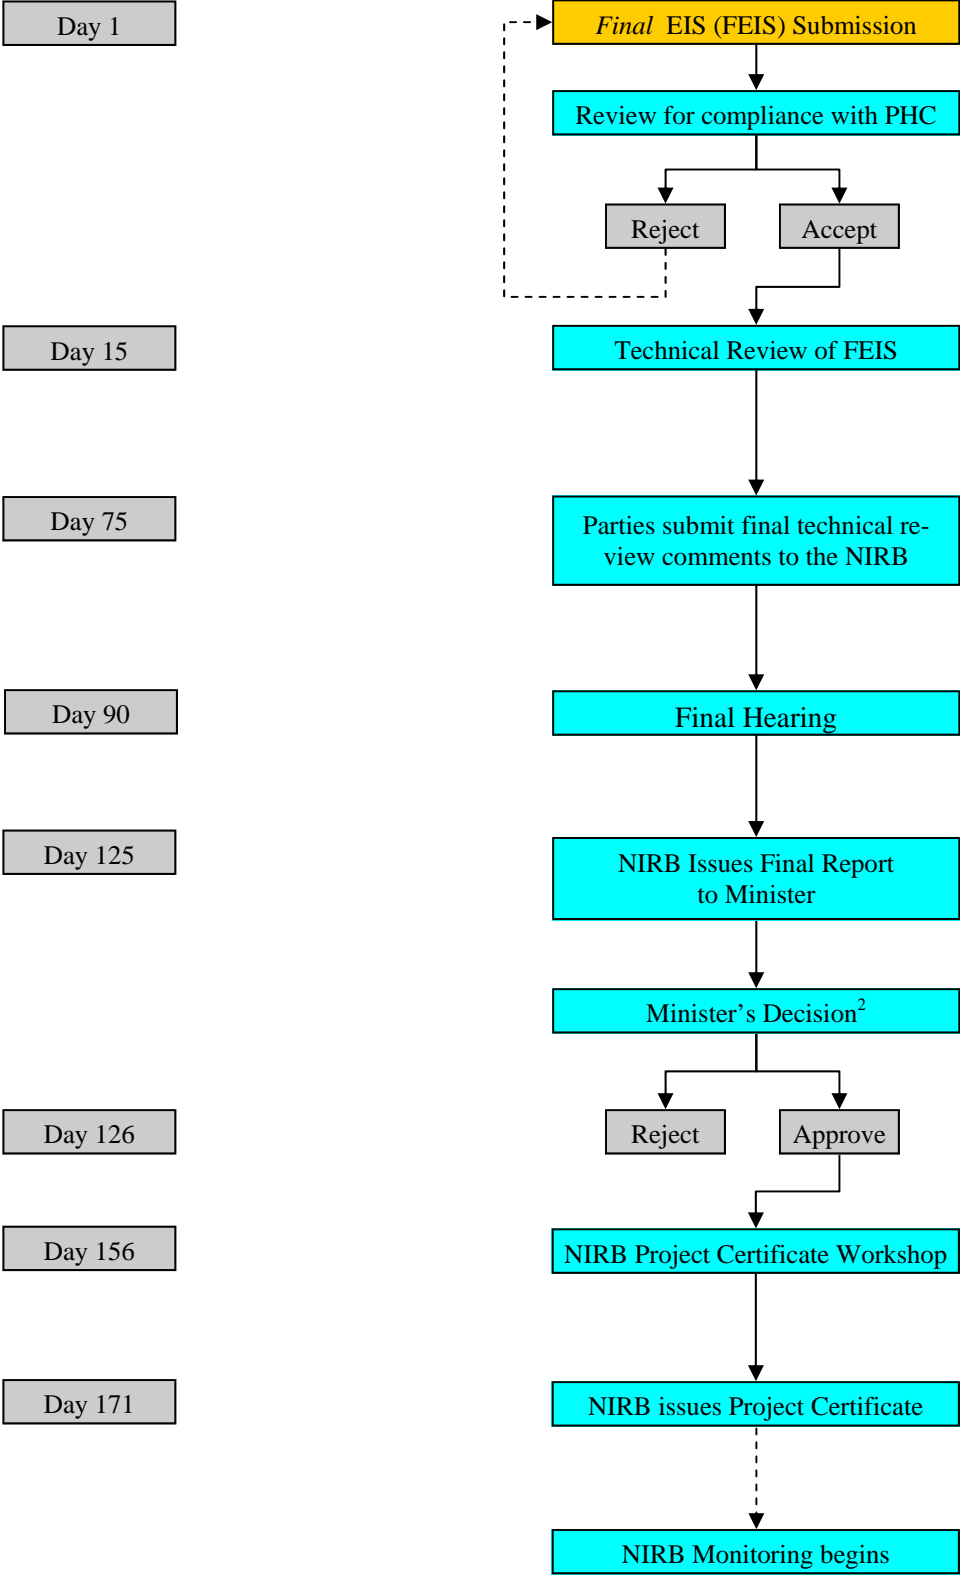 Day 1
Final EIS (FEIS) Submission
Review for compliance with PHC
Reject
Accept
Day 15
Technical Review of FEIS
Day 75
Parties submit final technical re-
view comments to the NIRB
Day 90
Final Hearing
Day 125
NIRB Issues Final Report
to Minister
Minister’s Decision2
Day 126
Reject
Approve
Day 156
NIRB Project Certificate Workshop
Day 171
NIRB issues Project Certificate
NIRB Monitoring begins